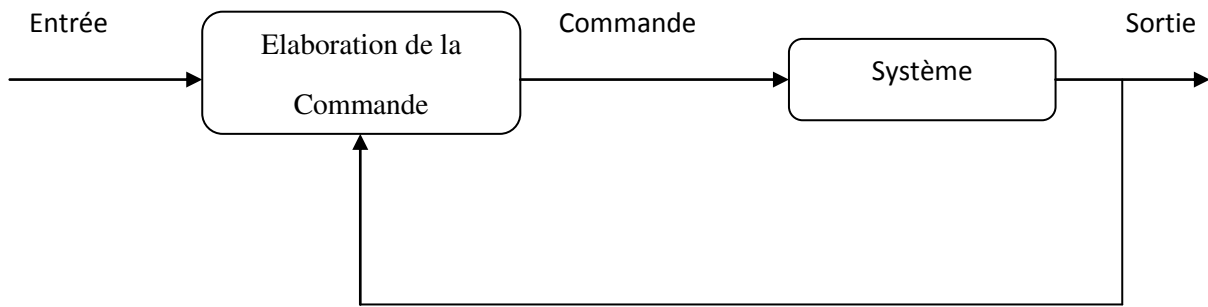 Entrée
Elaboration de la
Commande
Commande
Système
Sortie